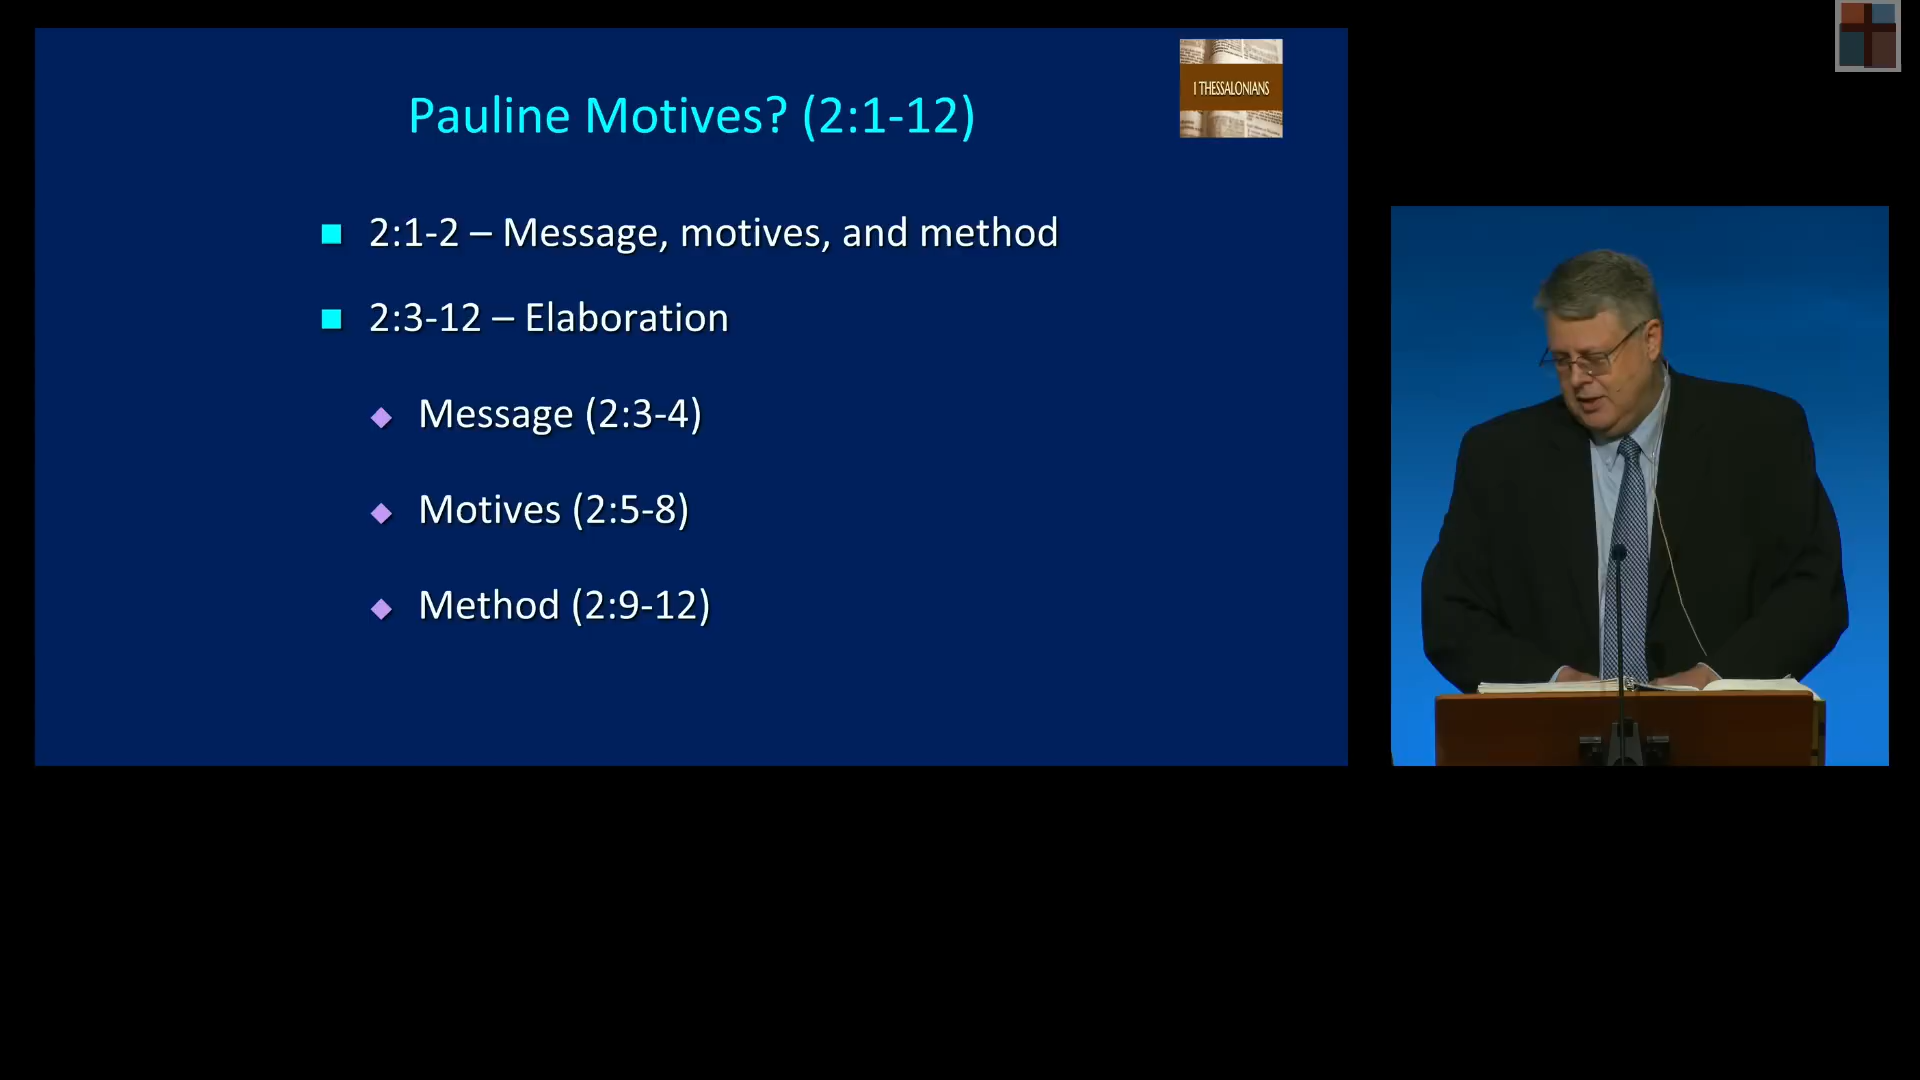 Pauline Motives? (2:1-12)
I THESSALONIANS
2:1-2 – Message, motives, and method
2:3-12 – Elaboration
Message (2:3-4)
Motives (2:5-8)
Method (2:9-12)